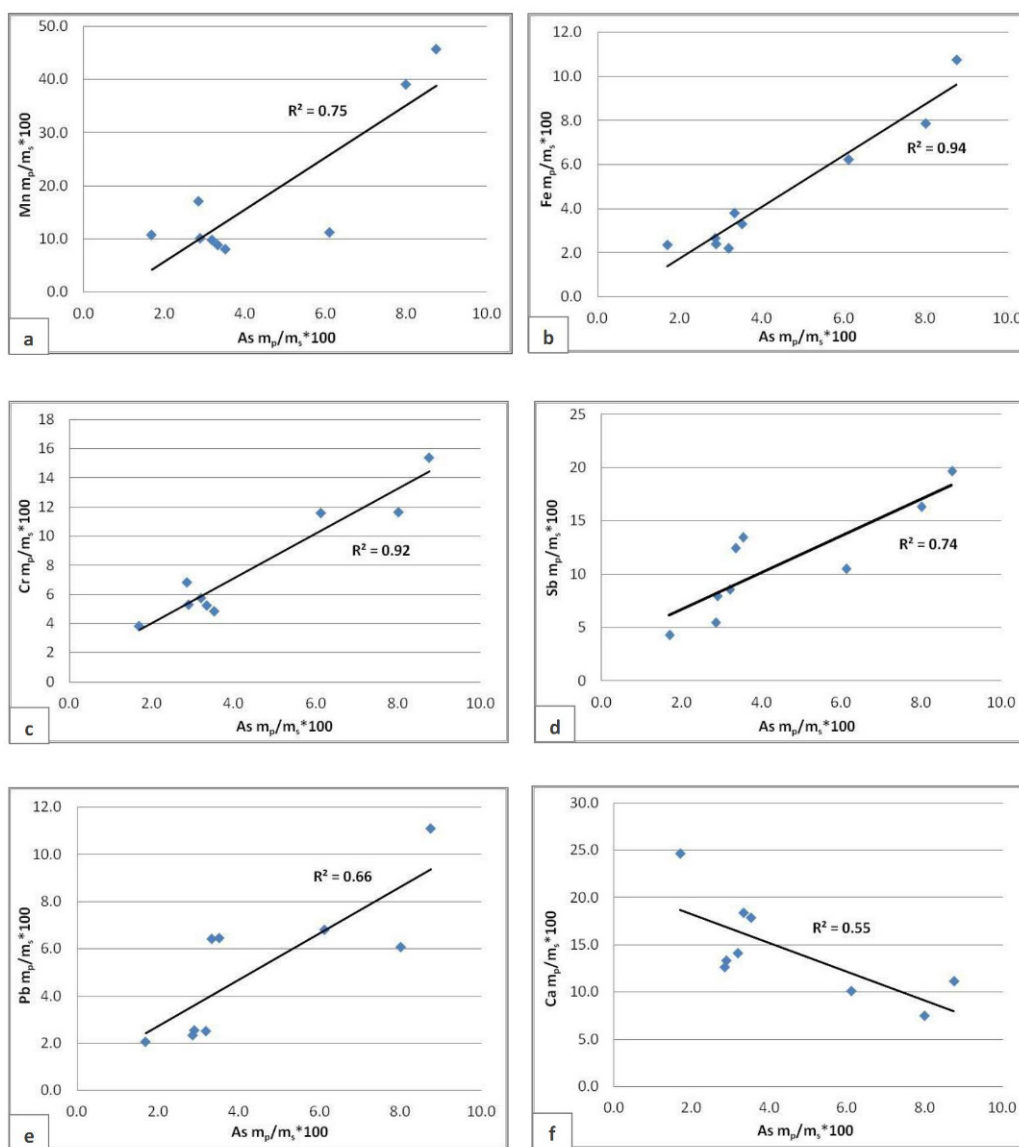 50.0
40.0
30.0
20.0
10.0
0.0
Mn mₚ/mₛ*100
R² = 0.75
0.0 2.0 4.0 6.0 8.0 10.0
As mₚ/mₛ*100
a
12.0
10.0
8.0
6.0
4.0
2.0
0.0
Fe mₚ/mₛ*100
R² = 0.94
0.0 2.0 4.0 6.0 8.0 10.0
As mₚ/mₛ*100
b
18
16
14
12
10
8
6
4
2
0
Cr mₚ/mₛ*100
R² = 0.92
0.0 2.0 4.0 6.0 8.0 10.0
As mₚ/mₛ*100
c
25
20
15
10
5
0
Sb mₚ/mₛ*100
R² = 0.74
0.0 2.0 4.0 6.0 8.0 10.0
As mₚ/mₛ*100
d
12.0
10.0
8.0
6.0
4.0
2.0
0.0
Pb mₚ/mₛ*100
R² = 0.66
0.0 2.0 4.0 6.0 8.0 10.0
As mₚ/mₛ*100
e
30.0
25.0
20.0
15.0
10.0
5.0
0.0
Ca mₚ/mₛ*100
R² = 0.55
0.0 2.0 4.0 6.0 8.0 10.0
As mₚ/mₛ*100
f